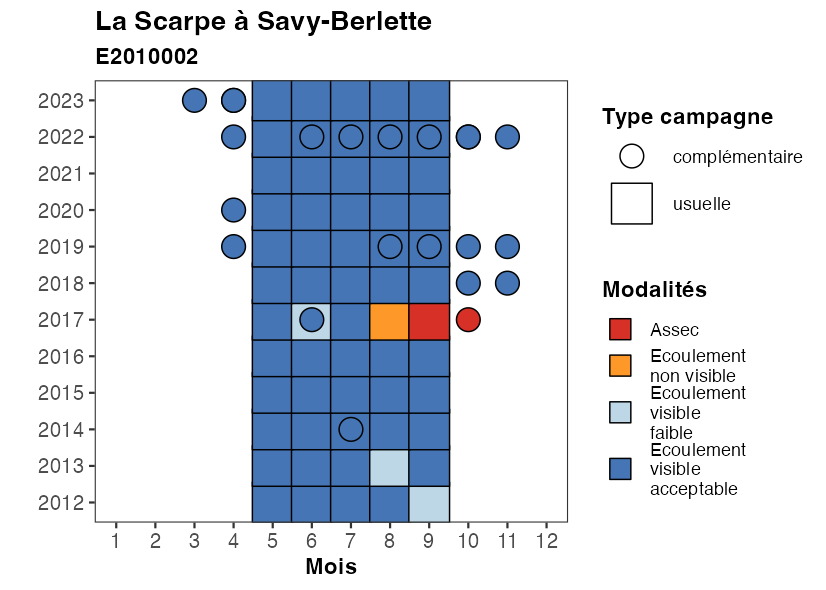 La Scarpe à Savy-Berlette
E2010002
2023
2022
2021
2020
2019
2018
2017
2016
2015
2014
2013
2012
1 2 3 4 5 6 7 8 9 10 11 12
Mois
Type campagne
complémentaire
usuelle
Modalités
Assec
Ecoulement
non visible
Ecoulement
visible
faible
Ecoulement
visible
acceptable